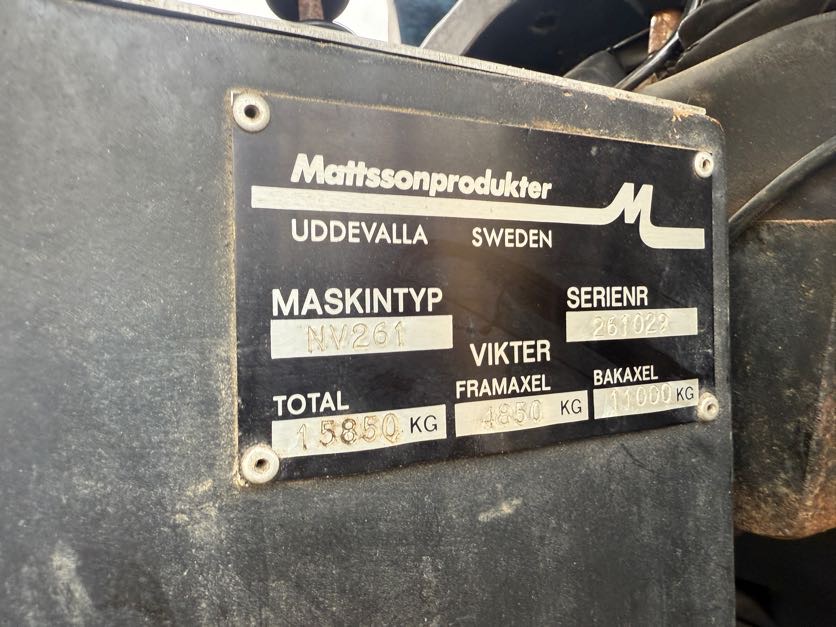 Mattssonprodukter
M
UDDEVALLA SWEDEN
MASKINTYP SERIENR
NV261 261029
VIKTER
TOTAL FRAMAXEL BAKAXEL
15850 KG 4850 KG 11000 KG